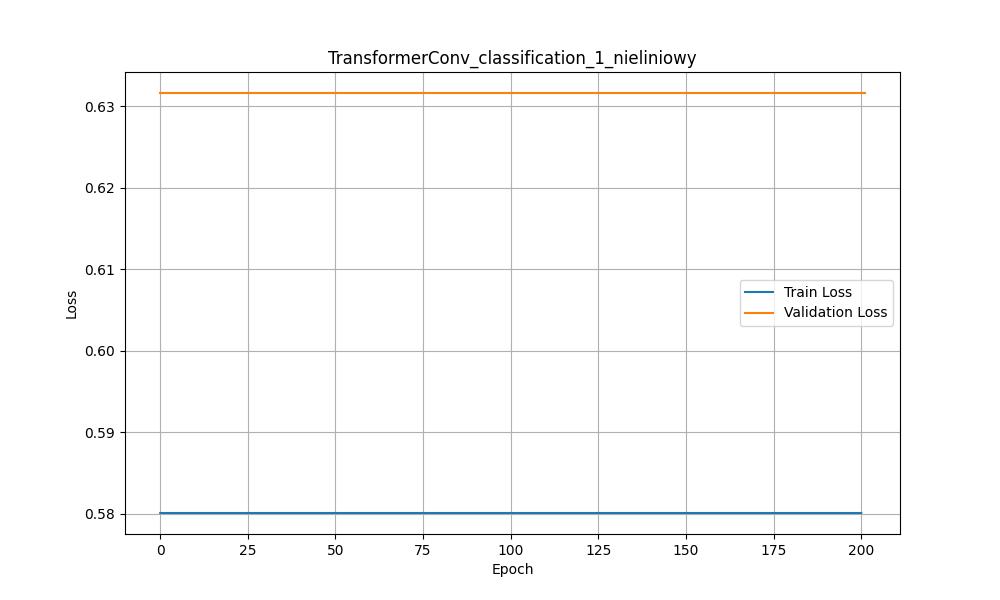 TransformerConv_classification_1_nieliniowy
0.63
0.62
0.61
0.60
0.59
0.58
Loss
Train Loss
Validation Loss
0 25 50 75 100 125 150 175 200
Epoch